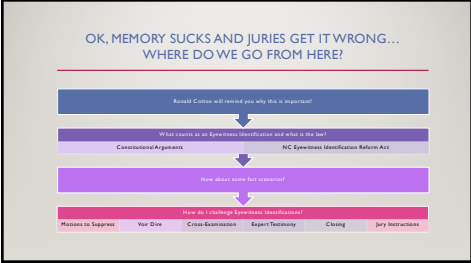 OK, MEMORY SUCKS AND JURIES GET IT WRONG…
WHERE DO WE GO FROM HERE?
Ronald Cotton will remind you why this is important!
What counts as an Eyewitness Identification and what is the law?
Constitutional Arguments NC Eyewitness Identification Reform Act
How about some fact scenarios?
How do I challenge Eyewitness Identifications?
Motions to Suppress Voir Dire Cross-Examination Expert Testimony Closing Jury Instructions